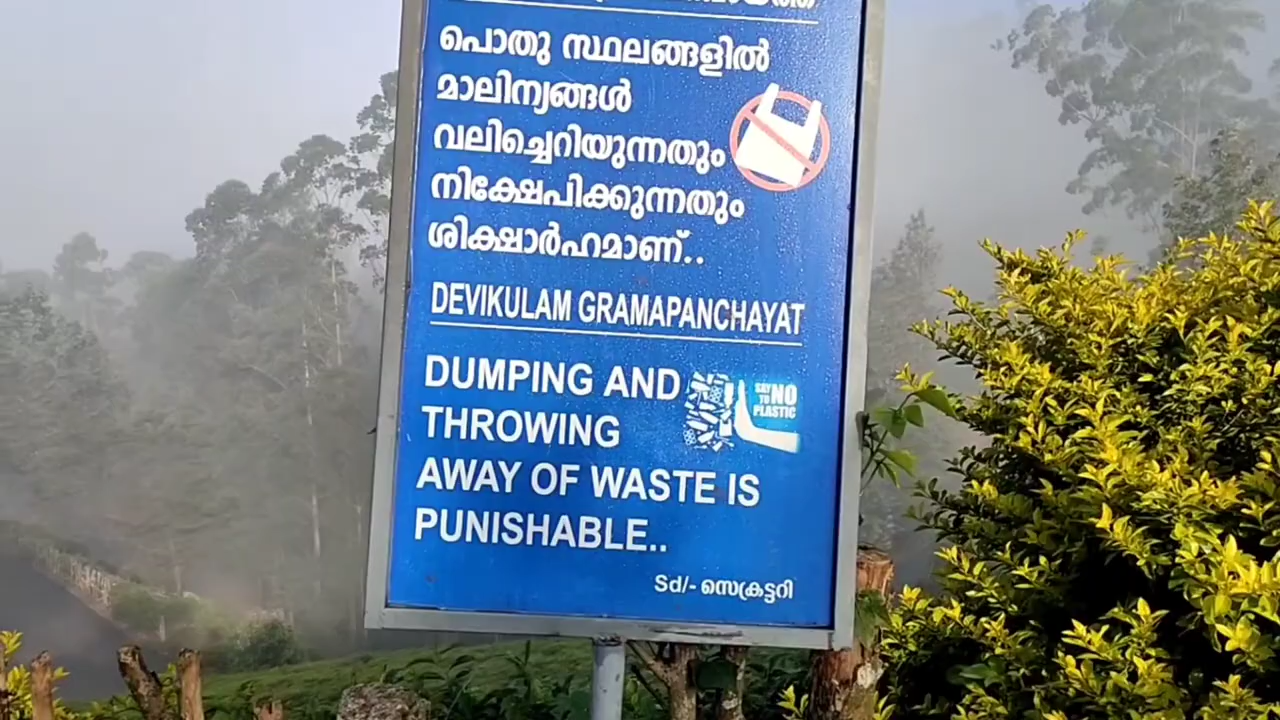 പൊതു സ്ഥലങ്ങളിൽ
മാലിന്യങ്ങൾ
വലിച്ചെറിയുന്നതും
നിക്ഷേപിക്കുന്നതും
ശിക്ഷാർഹമാണ്..
DEVIKULAM GRAMAPANCHAYAT
DUMPING AND
SAY NO
TO PLASTIC
THROWING
AWAY OF WASTE IS
PUNISHABLE..
Sd/- സെക്രട്ടറി